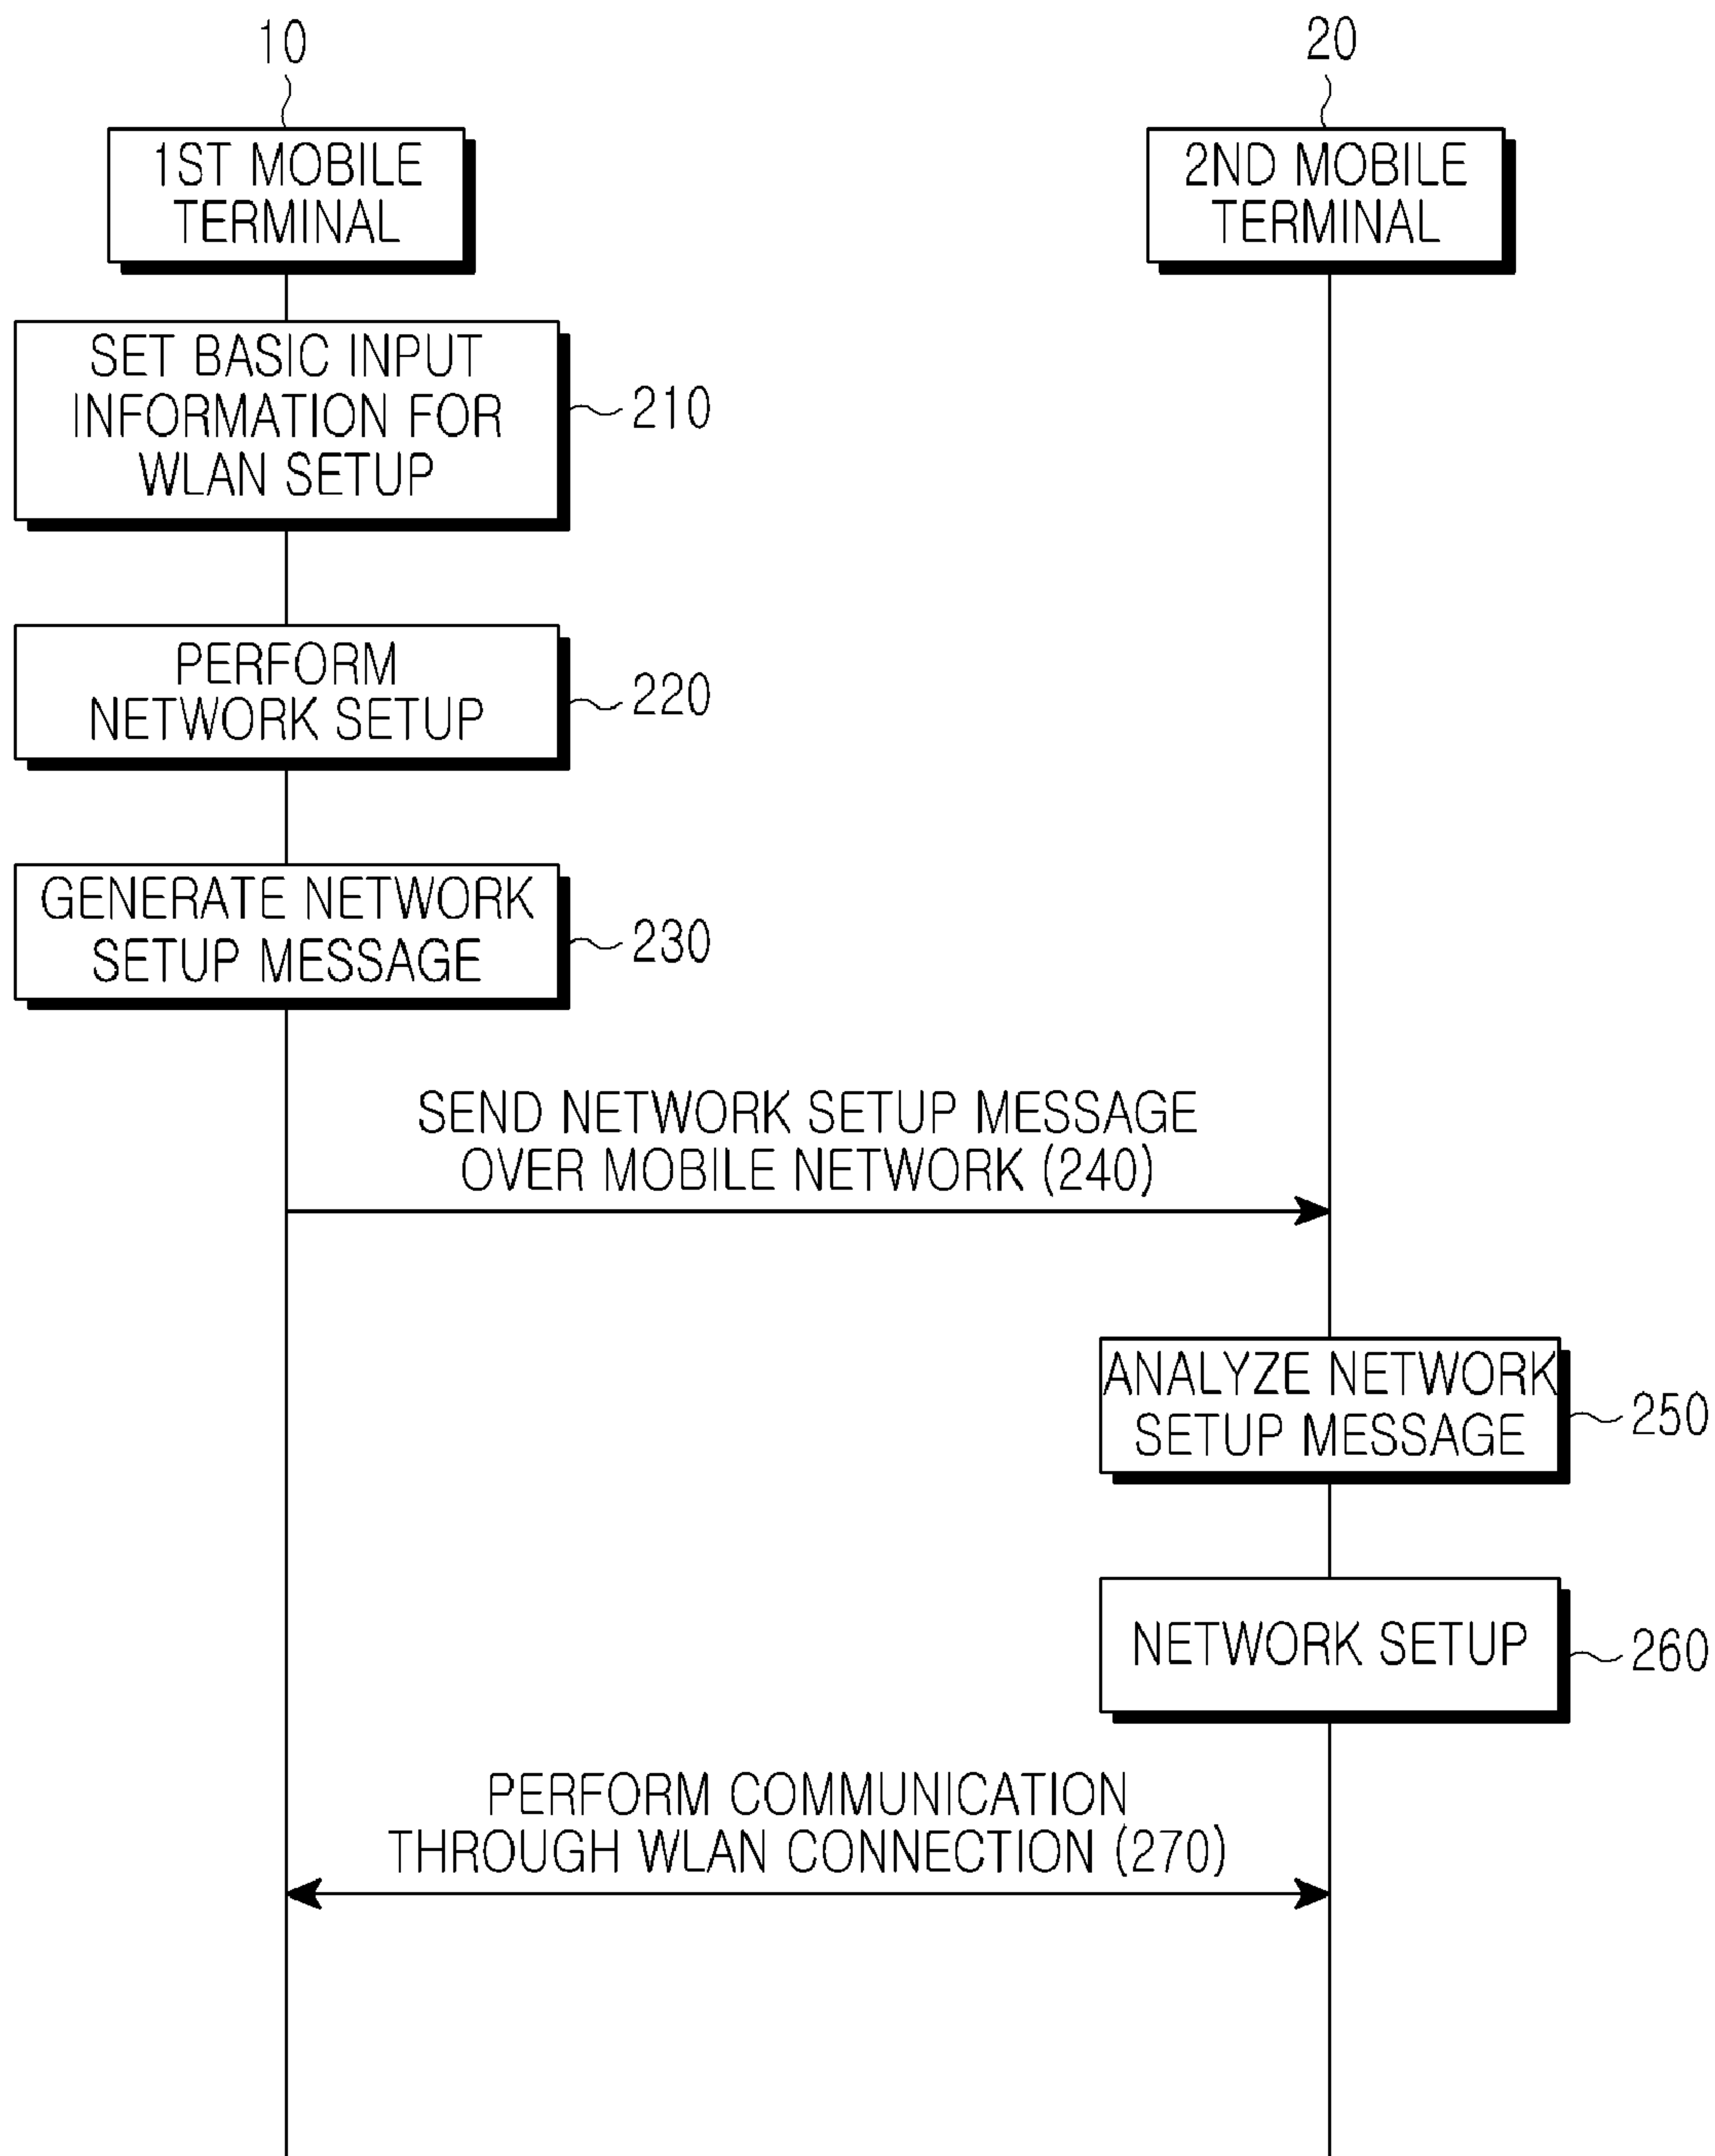 10
20
1ST MOBILE
TERMINAL
2ND MOBILE
TERMINAL
SET BASIC INPUT
INFORMATION FOR
WLAN SETUP
210
PERFORM
NETWORK SETUP
220
GENERATE NETWORK
SETUP MESSAGE
230
SEND NETWORK SETUP MESSAGE
OVER MOBILE NETWORK (240)
ANALYZE NETWORK
SETUP MESSAGE
250
NETWORK SETUP
260
PERFORM COMMUNICATION
THROUGH WLAN CONNECTION (270)